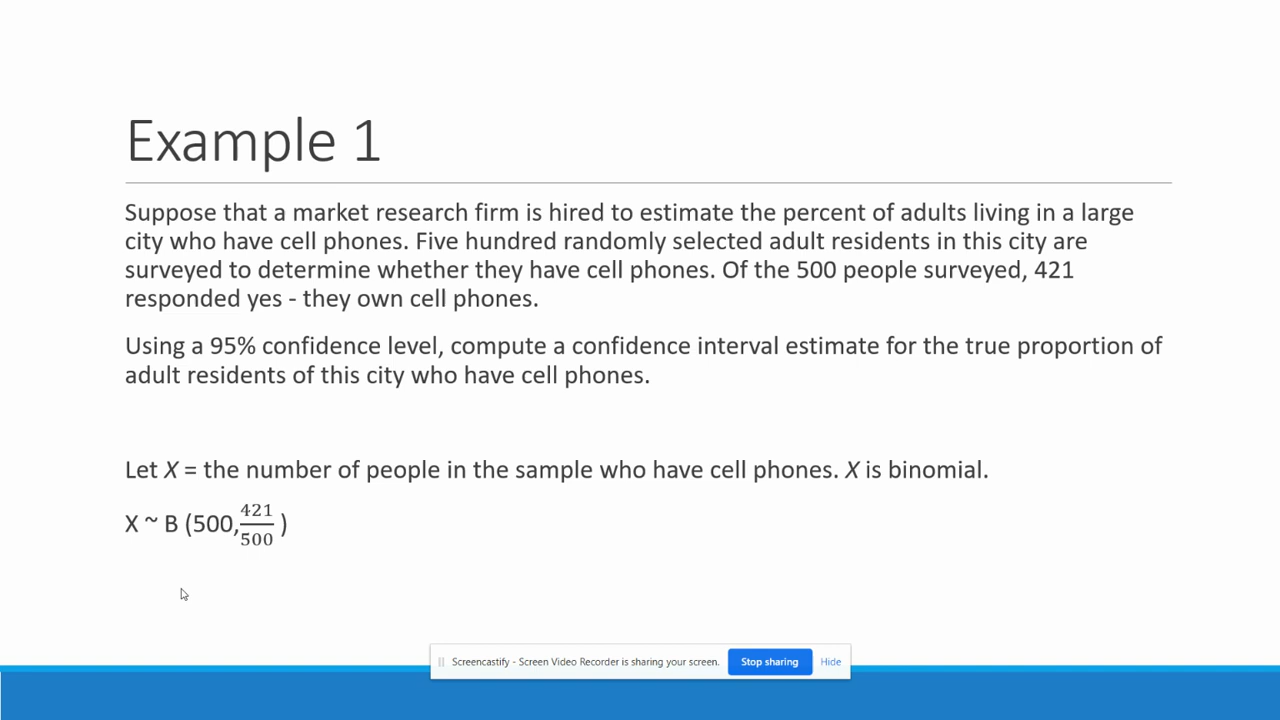 Example 1
Suppose that a market research firm is hired to estimate the percent of adults living in a large
city who have cell phones. Five hundred randomly selected adult residents in this city are
surveyed to determine whether they have cell phones. Of the 500 people surveyed, 421
responded yes - they own cell phones.
Using a 95% confidence level, compute a confidence interval estimate for the true proportion of
adult residents of this city who have cell phones.
Let X = the number of people in the sample who have cell phones. X is binomial.
X ~ B (500,421/500 )
Screencastify - Screen Video Recorder is sharing your screen. Stop sharing Hide